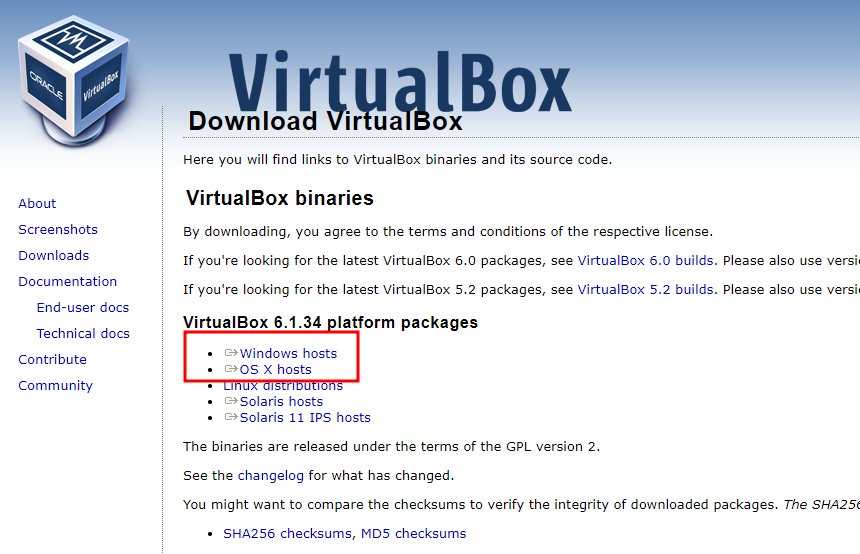 ORACLE
VirtualBox
VirtualBox
Download VirtualBox
Here you will find links to VirtualBox binaries and its source code.
VirtualBox binaries
By downloading, you agree to the terms and conditions of the respective license.
If you're looking for the latest VirtualBox 6.0 packages, see VirtualBox 6.0 builds. Please also use versi
If you're looking for the latest VirtualBox 5.2 packages, see VirtualBox 5.2 builds. Please also use versi
VirtualBox 6.1.34 platform packages
Windows hosts
OS X hosts
Linux distributions
Solaris hosts
Solaris 11 IPS hosts
The binaries are released under the terms of the GPL version 2.
See the changelog for what has changed.
You might want to compare the checksums to verify the integrity of downloaded packages. The SHA256
SHA256 checksums, MD5 checksums
About
Screenshots
Downloads
Documentation
End-user docs
Technical docs
Contribute
Community